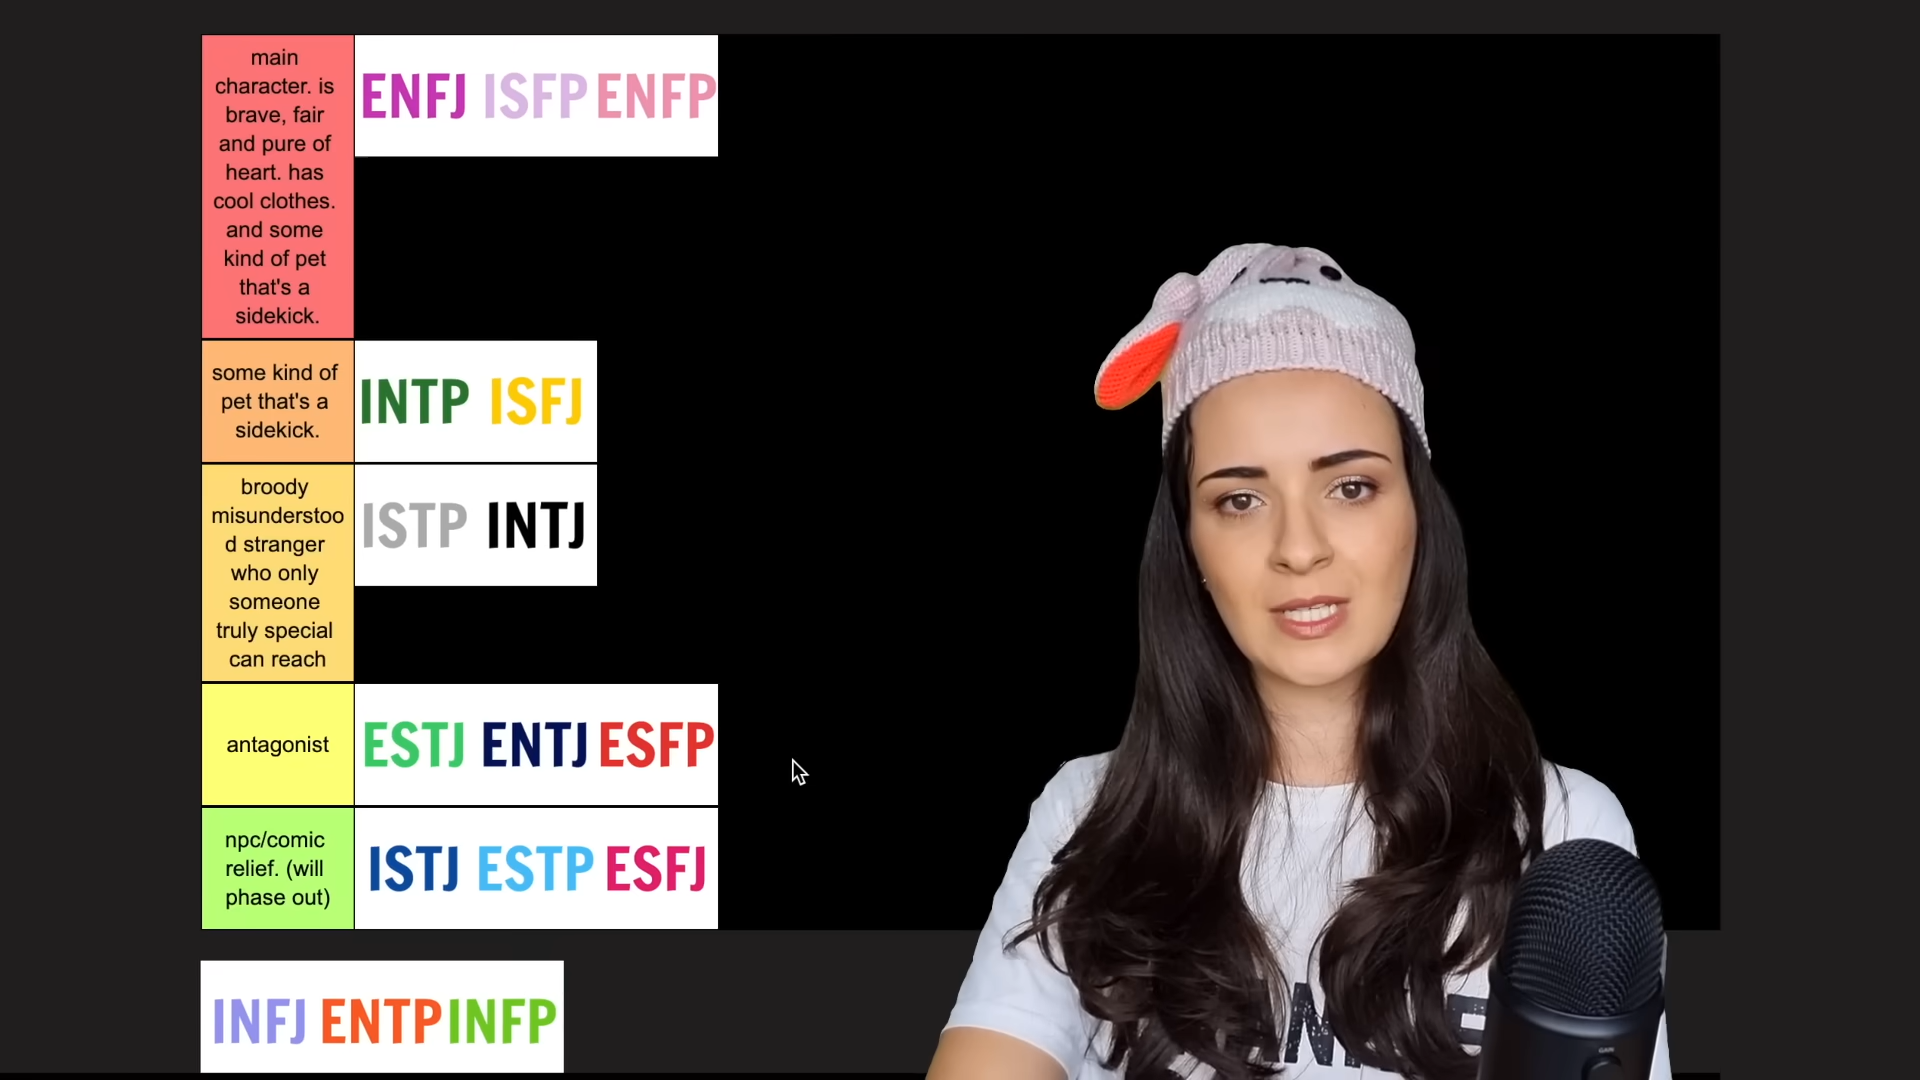 main
character. is
brave, fair
and pure of
heart. has
cool clothes.
and some
kind of pet
that's a
sidekick.
ENFJ ISFP ENFP
some kind of
pet that's a
sidekick.
INTP ISFJ
broody
misunderstoo
d stranger
who only
someone
truly special
can reach
ISTP INTJ
antagonist
ESTJ ENTJ ESFP
npc/comic
relief. (will
phase out)
ISTJ ESTP ESFJ
INFJ ENTP INFP
GAIN